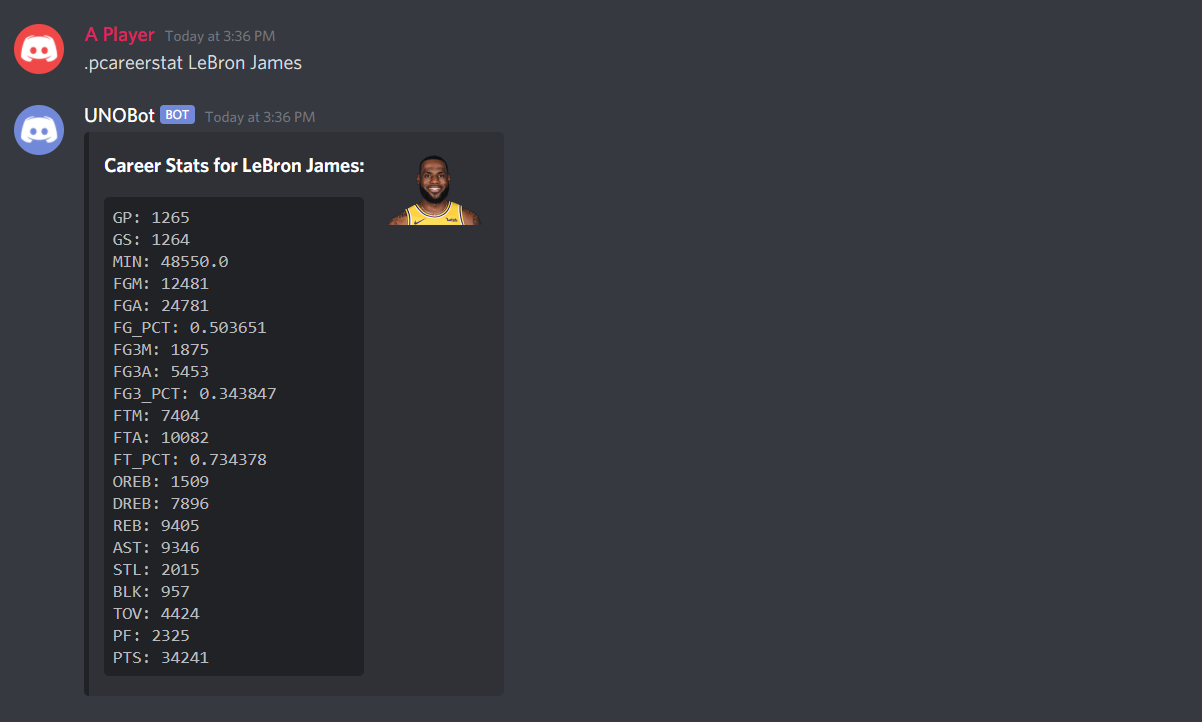 A Player Today at 3:36 PM
.pcareerstat LeBron James
UNOBot BOT Today at 3:36 PM
Career Stats for LeBron James:
GP: 1265
GS: 1264
MIN: 48550.0
FGM: 12481
FGA: 24781
FG_PCT: 0.503651
FG3M: 1875
FG3A: 5453
FG3_PCT: 0.343847
FTM: 7404
FTA: 10082
FT_PCT: 0.734378
OREB: 1509
DREB: 7896
REB: 9405
AST: 9346
STL: 2015
BLK: 957
TOV: 4424
PF: 2325
PTS: 34241